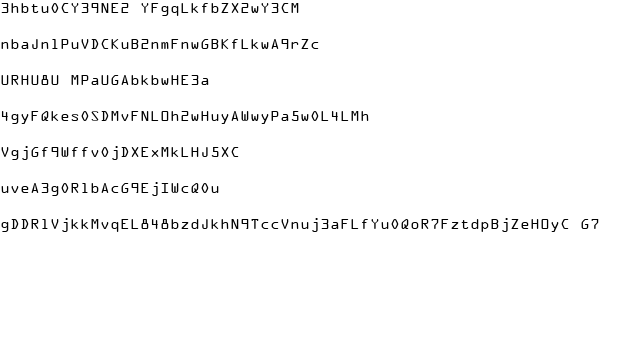 3hbtu0CY39NE2 YFgqLkfbZX2wY3CM
nbaJn1PuVDCKuB2nmFnwGBKfLkwA9rZc
URHU8U MPaUGAbkbwHE3a
4gyFQkes0SDMvFNLOh2wHuyAWwyPa5w0L4LMh
VgjGf9Wffv0jDXExMkLHJ5XC
uveA3g0R1bAcG9EjIWcQ0u
gDDR1VjkkMvqEL848bzdJkhN9TccVnuj3aFLfYu0QoR7FztdpBjZeHOyC G7